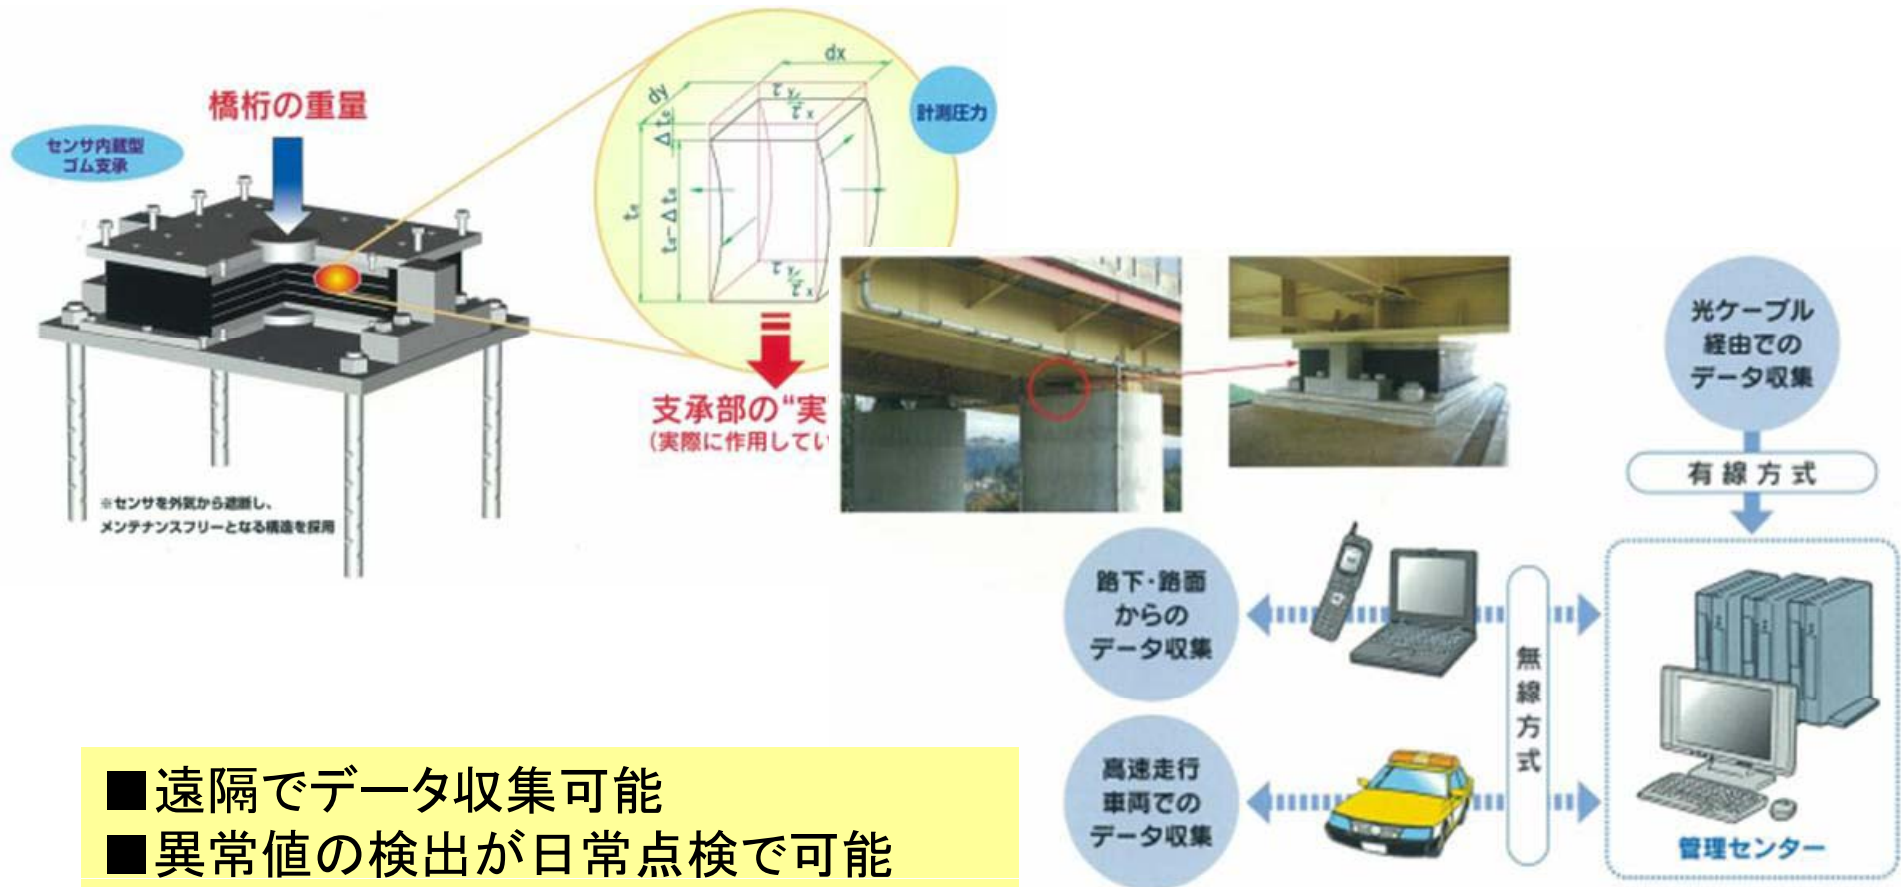 橋桁の重量
センサ内蔵型
ゴム支承
dx
dy
計測圧力
支承部の“実
（実際に作用してい
※センサを外気から遮断し、
メンテナンスフリーとなる構造を採用
光ケーブル
経由での
データ収集
有線方式
路下・路面
からの
データ収集
無線方式
高速走行
車両での
データ収集
管理センター
■遠隔でデータ収集可能
■異常値の検出が日常点検で可能